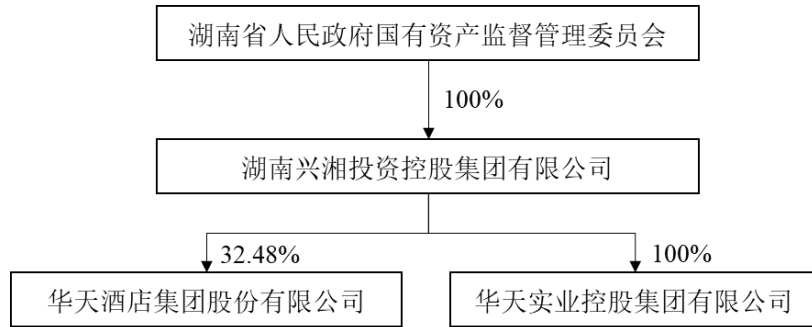 湖南省人民政府国有资产监督管理委员会
100%
湖南兴湘投资控股集团有限公司
32.48%
100%
华天酒店集团股份有限公司
华天实业控股集团有限公司